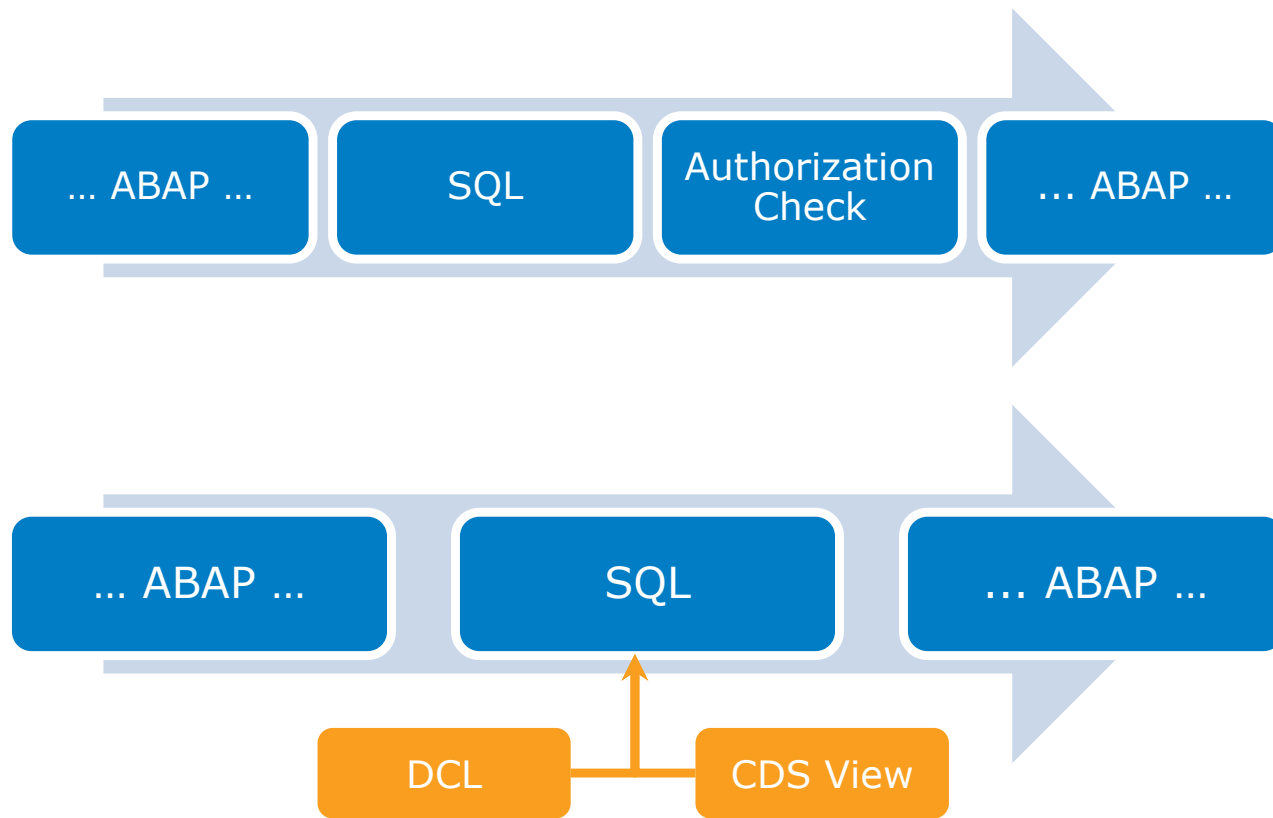 ... ABAP ...
SQL
Authorization
Check
... ABAP ...
... ABAP ...
SQL
... ABAP ...
DCL
CDS View